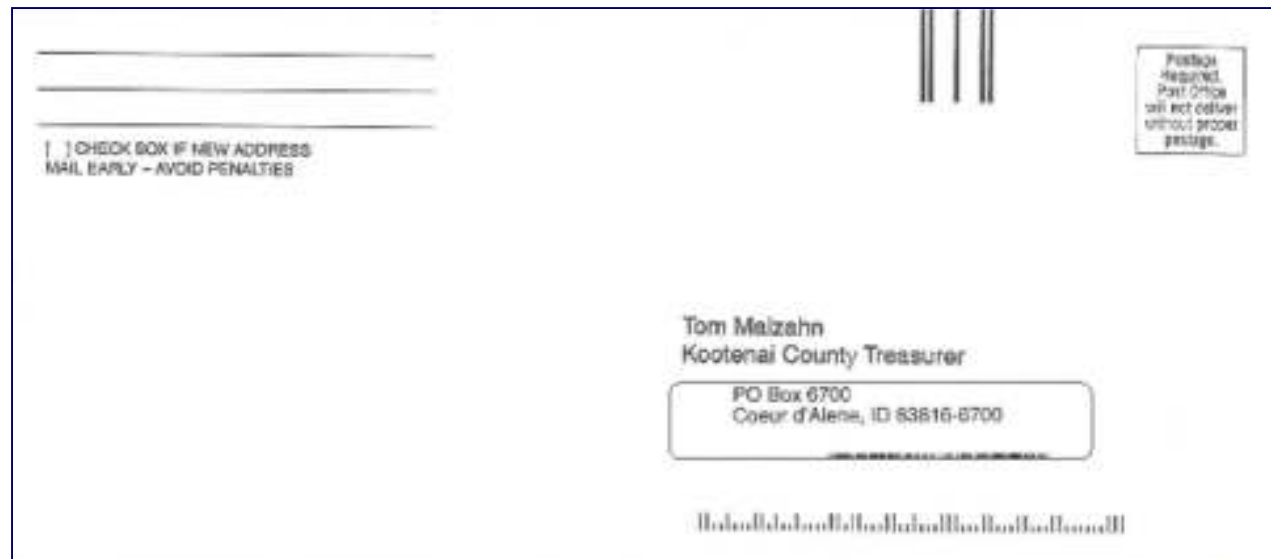 [ ] CHECK BOX IF NEW ADDRESS
MAIL EARLY – AVOID PENALTIES
Postage
Required.
Post Office
will not deliver
without proper
postage.
Tom Malzahn
Kootenai County Treasurer
PO Box 6700
Coeur d'Alene, ID 83816-6700